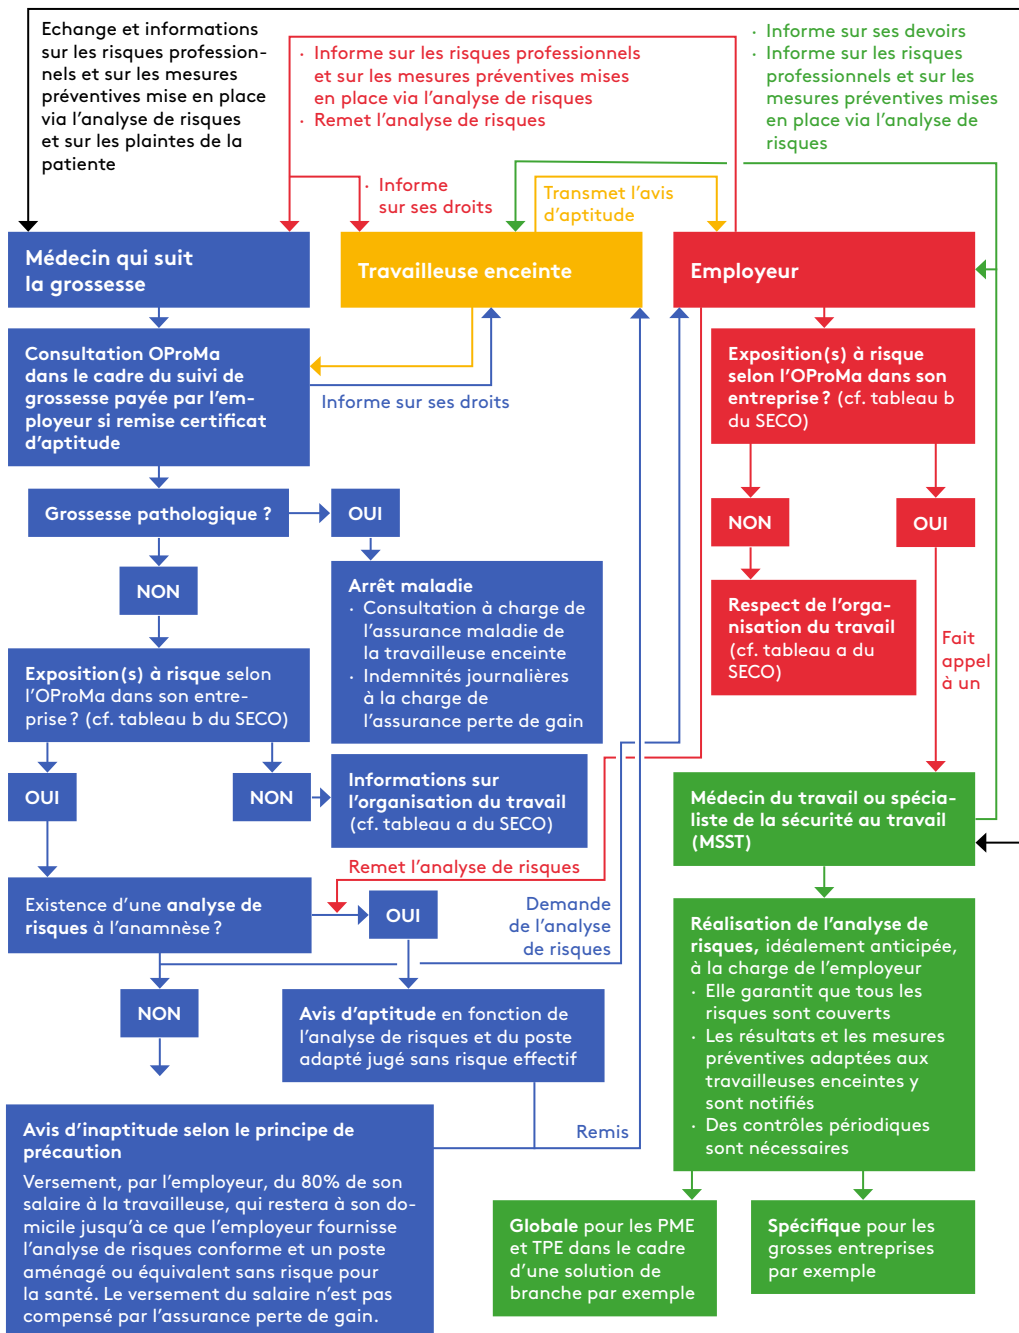 Echange et informations
sur les risques profession-
nels et sur les mesures
préventives mise en place
via l’analyse de risques
et sur les plaintes de la
patiente
· Informe sur les risques professionnels
et sur les mesures préventives mises
en place via l’analyse de risques
· Remet l’analyse de risques
· Informe sur ses devoirs
· Informe sur les risques
professionnels et sur les
mesures préventives mises
en place via l’analyse de
risques
· Informe
sur ses droits
Transmet l’avis
d’aptitude
Médecin qui suit
la grossesse
Travailleuse enceinte
Employeur
Consultation OProMa
dans le cadre du suivi de
grossesse payée par l’em-
ployeur si remise certificat
d’aptitude
Informe sur ses droits
Exposition(s) à risque
selon l’OProMa dans son
entreprise? (cf. tableau b
du SECO)
Grossesse pathologique ?
OUI
NON
OUI
NON
Arrêt maladie
· Consultation à charge de
l’assurance maladie de
la travailleuse enceinte
· Indemnités journalières
à la charge de
l’assurance perte de gain
Respect de l’orga-
nisation du travail
(cf. tableau a du
SECO)
Fait
appel
à un
Exposition(s) à risque selon
l’OProMa dans son entre-
prise? (cf. tableau b du SECO)
OUI
NON
Informations sur
l’organisation du travail
(cf. tableau a du SECO)
Médecin du travail ou spécia-
liste de la sécurité au travail
(MSST)
Remet l’analyse de risques
Existence d’une analyse de
risques à l’anamnèse?
OUI
Demande
de l’analyse
de risques
NON
Avis d’aptitude en fonction de
l’analyse de risques et du poste
adapté jugé sans risque effectif
Réalisation de l’analyse de
risques, idéalement anticipée,
à la charge de l’employeur
· Elle garantit que tous les
risques sont couverts
· Les résultats et les mesures
préventives adaptées aux
travailleuses enceintes y
sont notifiés
· Des contrôles périodiques
sont nécessaires
Remis
Avis d’inaptitude selon le principe de
précaution
Versement, par l’employeur, du 80% de son
salaire à la travailleuse, qui restera à son do-
micile jusqu’à ce que l’employeur fournisse
l’analyse de risques conforme et un poste
aménagé ou équivalent sans risque pour
la santé. Le versement du salaire n’est pas
compensé par l’assurance perte de gain.
Globale pour les PME
et TPE dans le cadre
d’une solution de
branche par exemple
Spécifique pour les
grosses entreprises
par exemple